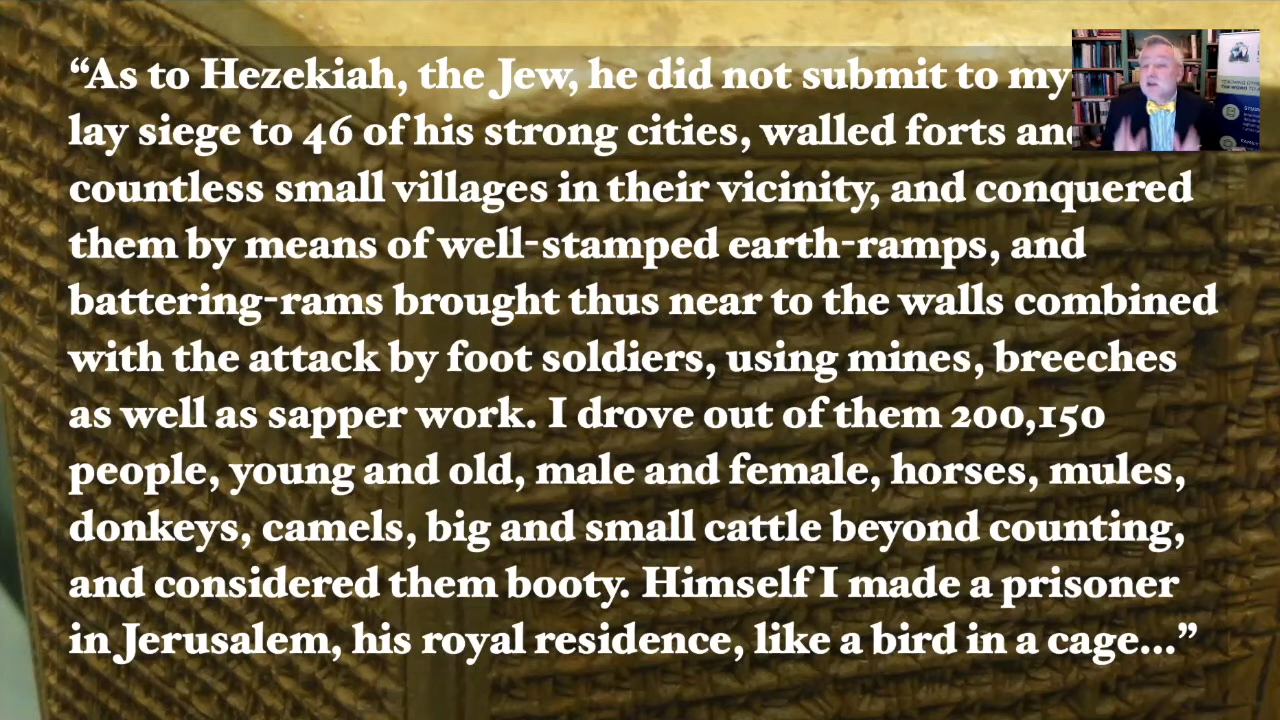 “As to Hezekiah, the Jew, he did not submit to my
lay siege to 46 of his strong cities, walled forts and
countless small villages in their vicinity, and conquered
them by means of well-stamped earth-ramps, and
battering-rams brought thus near to the walls combined
with the attack by foot soldiers, using mines, breeches
as well as sapper work. I drove out of them 200,150
people, young and old, male and female, horses, mules,
donkeys, camels, big and small cattle beyond counting,
and considered them booty. Himself I made a prisoner
in Jerusalem, his royal residence, like a bird in a cage...”